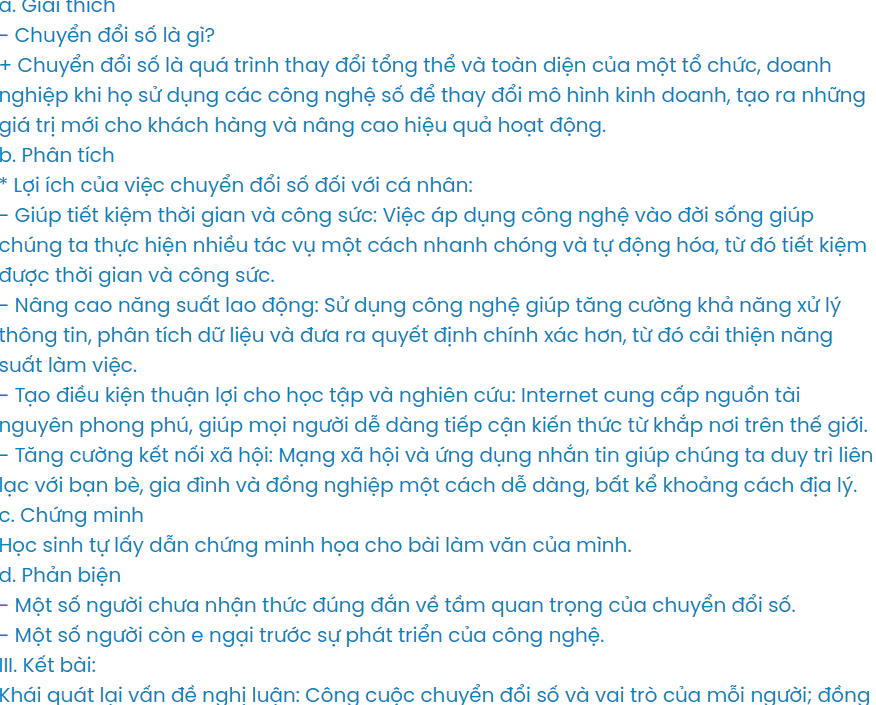 a. Giải thích
- Chuyển đổi số là gì?
+ Chuyển đổi số là quá trình thay đổi tổng thể và toàn diện của một tổ chức, doanh
nghiệp khi họ sử dụng các công nghệ số để thay đổi mô hình kinh doanh, tạo ra những
giá trị mới cho khách hàng và nâng cao hiệu quả hoạt động.
b. Phân tích
* Lợi ích của việc chuyển đổi số đối với cá nhân:
- Giúp tiết kiệm thời gian và công sức: Việc áp dụng công nghệ vào đời sống giúp
chúng ta thực hiện nhiều tác vụ một cách nhanh chóng và tự động hóa, từ đó tiết kiệm
được thời gian và công sức.
- Nâng cao năng suất lao động: Sử dụng công nghệ giúp tăng cường khả năng xử lý
thông tin, phân tích dữ liệu và đưa ra quyết định chính xác hơn, từ đó cải thiện năng
suất làm việc.
- Tạo điều kiện thuận lợi cho học tập và nghiên cứu: Internet cung cấp nguồn tài
nguyên phong phú, giúp mọi người dễ dàng tiếp cận kiến thức từ khắp nơi trên thế giới.
- Tăng cường kết nối xã hội: Mạng xã hội và ứng dụng nhắn tin giúp chúng ta duy trì liên
lạc với bạn bè, gia đình và đồng nghiệp một cách dễ dàng, bất kể khoảng cách địa lý.
c. Chứng minh
Học sinh tự lấy dẫn chứng minh họa cho bài làm văn của mình.
d. Phản biện
- Một số người chưa nhận thức đúng đắn về tầm quan trọng của chuyển đổi số.
- Một số người còn e ngại trước sự phát triển của công nghệ.
III. Kết bài:
Khái quát lại vấn đề nghị luận: Công cuộc chuyển đổi số và vai trò của mỗi người; đồng